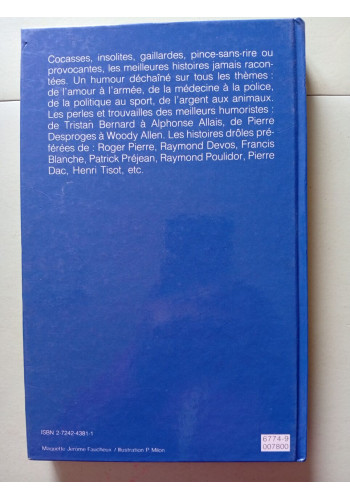 Cocasses, insolites, gaillardes, pince-sans-rire ou
provocantes, les meilleures histoires jamais racon-
tées. Un humour déchaîné sur tous les thèmes :
de l'amour à l'armée, de la médecine à la police,
de la politique au sport, de l'argent aux animaux.
Les perles et trouvailles des meilleurs humoristes :
de Tristan Bernard à Alphonse Allais, de Pierre
Desproges à Woody Allen. Les histoires drôles pré-
férées de : Roger Pierre, Raymond Devos, Francis
Blanche, Patrick Préjean, Raymond Poulidor, Pierre
Dac, Henri Tisot, etc.
ISBN 2-7242-4381-1
Maquette Jérôme Faucheux / Illustration P. Milon
6774-9
007800